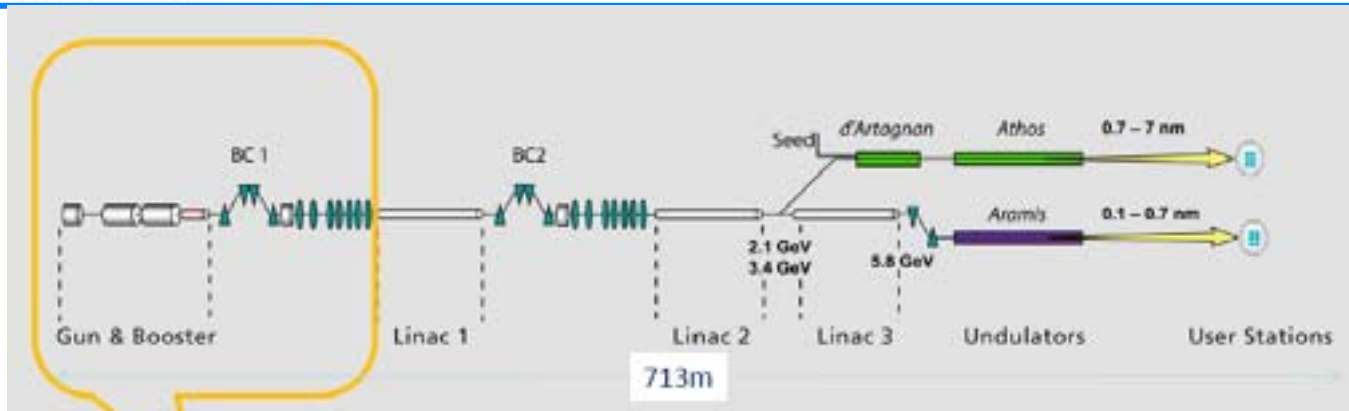 d'Artagnan Athos 0.7 – 7 nm
Seed
BC 1 BC2
Aramis 0.1 – 0.7 nm
2.1 GeV
3.4 GeV
5.8 GeV
Gun & Booster Linac 1 Linac 2 Linac 3 Undulators User Stations
713m